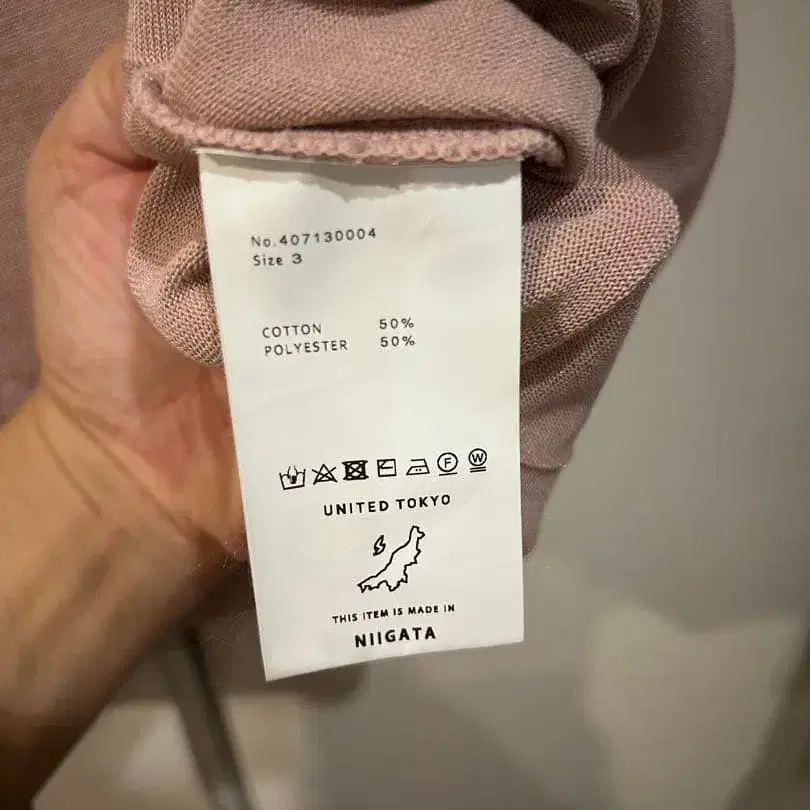 No.407130004
Size 3
COTTON 50%
POLYESTER 50%
F W
UNITED TOKYO
THIS ITEM IS MADE IN
NIIGATA